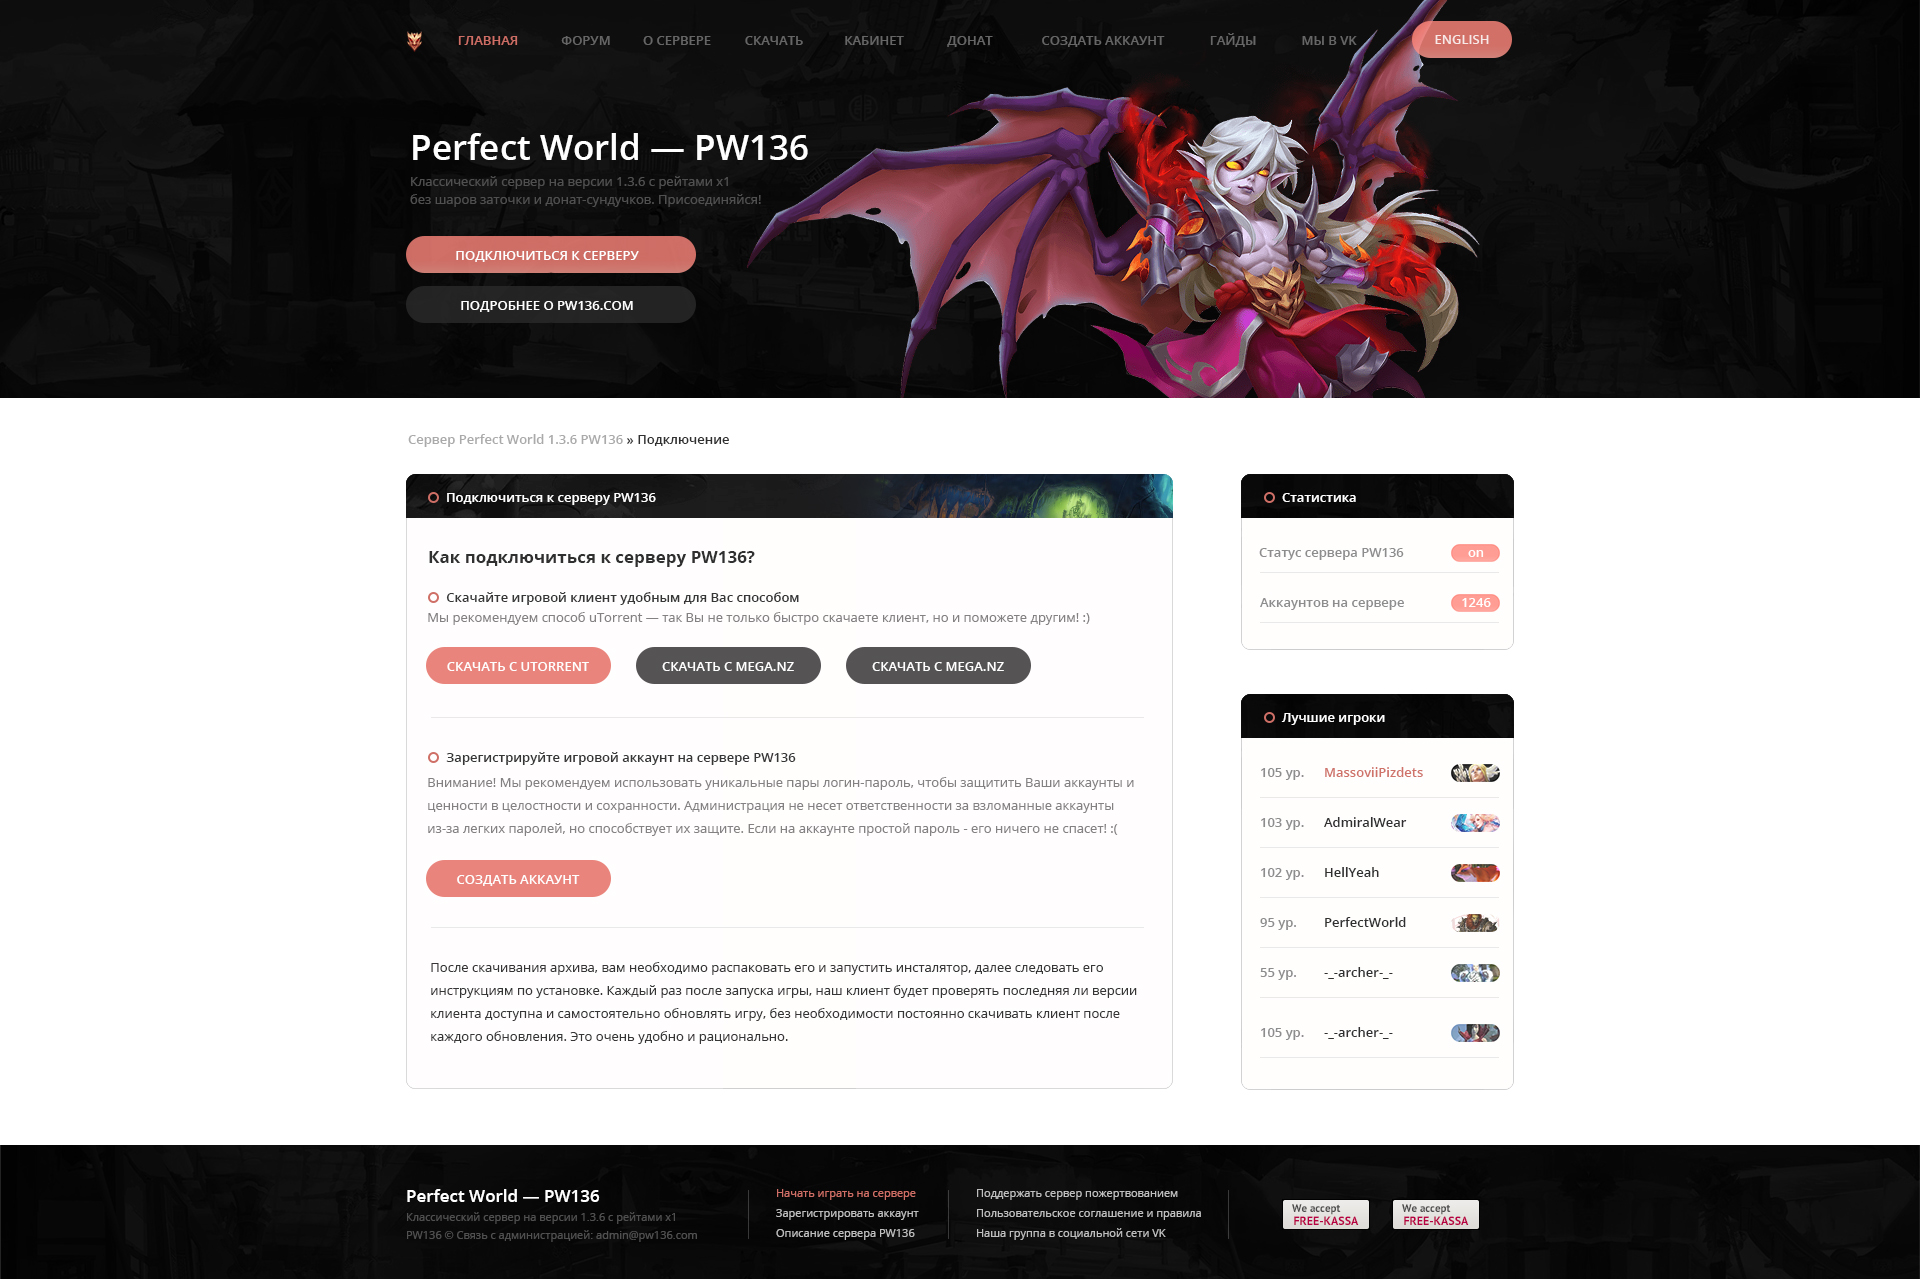 ГЛАВНАЯ ФОРУМ О СЕРВЕРЕ СКАЧАТЬ КАБИНЕТ ДОНАТ СОЗДАТЬ АККАУНТ ГАЙДЫ МЫ В VK ENGLISH
Perfect World — PW136
Классический сервер на версии 1.3.6 с рейтами x1
без шаров заточки и донат-сундучков. Присоединяйся!
ПОДКЛЮЧИТЬСЯ К СЕРВЕРУ
ПОДРОБНЕЕ О PW136.COM
Сервер Perfect World 1.3.6 PW136 » Подключение
Подключиться к серверу PW136
Как подключиться к серверу PW136?
Скачайте игровой клиент удобным для Вас способом
Мы рекомендуем способ uTorrent — так Вы не только быстро скачаете клиент, но и поможете другим! :)
СКАЧАТЬ С UTORRENT СКАЧАТЬ С MEGA.NZ СКАЧАТЬ С MEGA.NZ
Зарегистрируйте игровой аккаунт на сервере PW136
Внимание! Мы рекомендуем использовать уникальные пары логин-пароль, чтобы защитить Ваши аккаунты и
ценности в целостности и сохранности. Администрация не несет ответственности за взломанные аккаунты
из-за легких паролей, но способствует их защите. Если на аккаунте простой пароль - его ничего не спасет! :(
СОЗДАТЬ АККАУНТ
После скачивания архива, вам необходимо распаковать его и запустить инсталятор, далее следовать его
инструкциям по установке. Каждый раз после запуска игры, наш клиент будет проверять последняя ли версии
клиента доступна и самостоятельно обновлять игру, без необходимости постоянно скачивать клиент после
каждого обновления. Это очень удобно и рационально.
Статистика
Статус сервера PW136 on
Аккаунтов на сервере 1246
Лучшие игроки
105 ур. MassoviiPizdets
103 ур. AdmiralWear
102 ур. HellYeah
95 ур. PerfectWorld
55 ур. -_-archer-_-
105 ур. -_-archer-_-
Perfect World — PW136
Классический сервер на версии 1.3.6 с рейтами x1
PW136 © Связь с администрацией: admin@pw136.com
Начать играть на сервере
Зарегистрировать аккаунт
Описание сервера PW136
Поддержать сервер пожертвованием
Пользовательское соглашение и правила
Наша группа в социальной сети VK
We accept
FREE-KASSA
We accept
FREE-KASSA